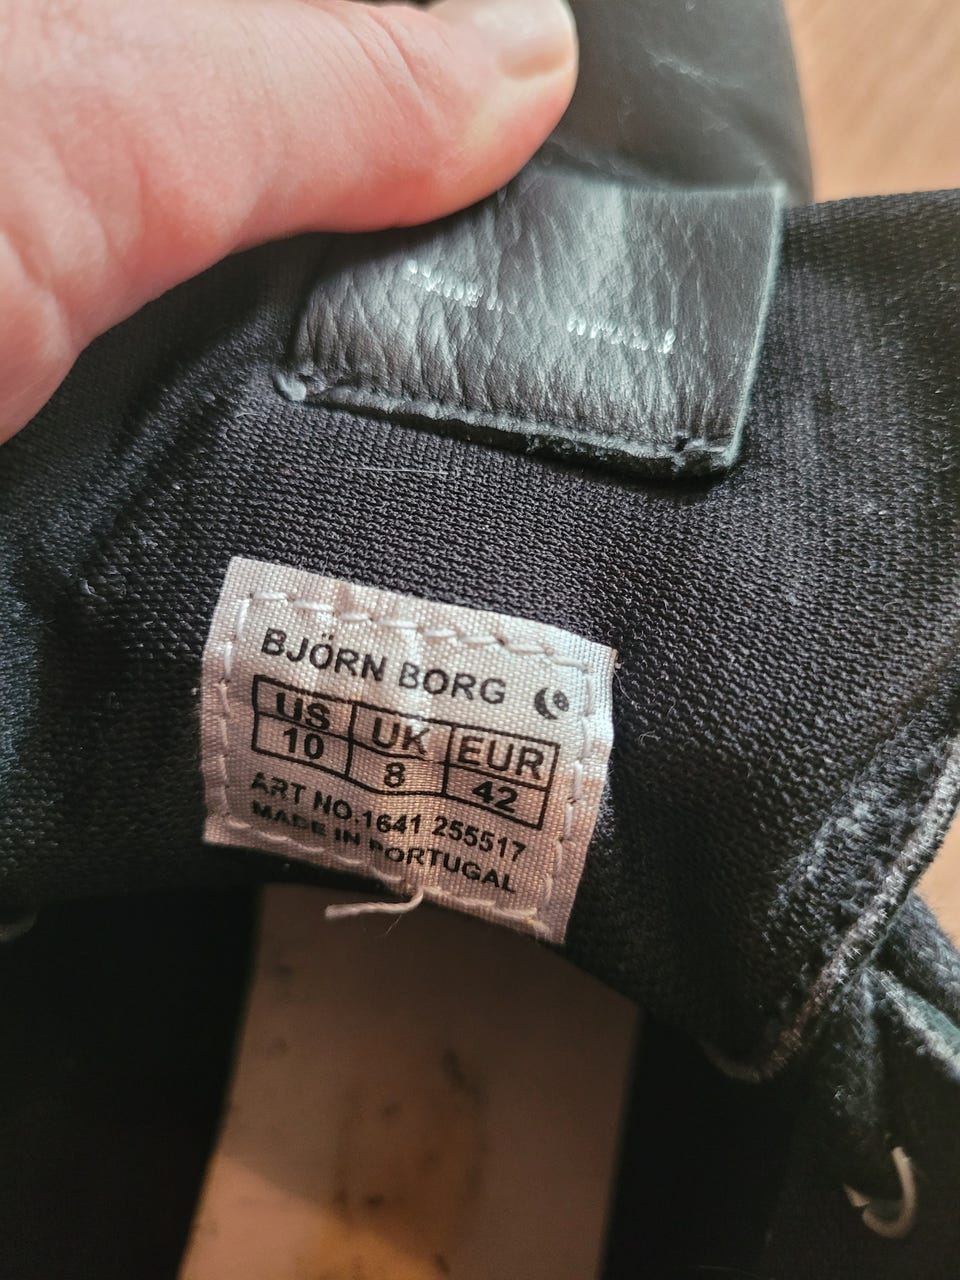 BJÖRN BORG
US UK EUR
10 8 42
ART NO.1641 255517
MADE IN PORTUGAL